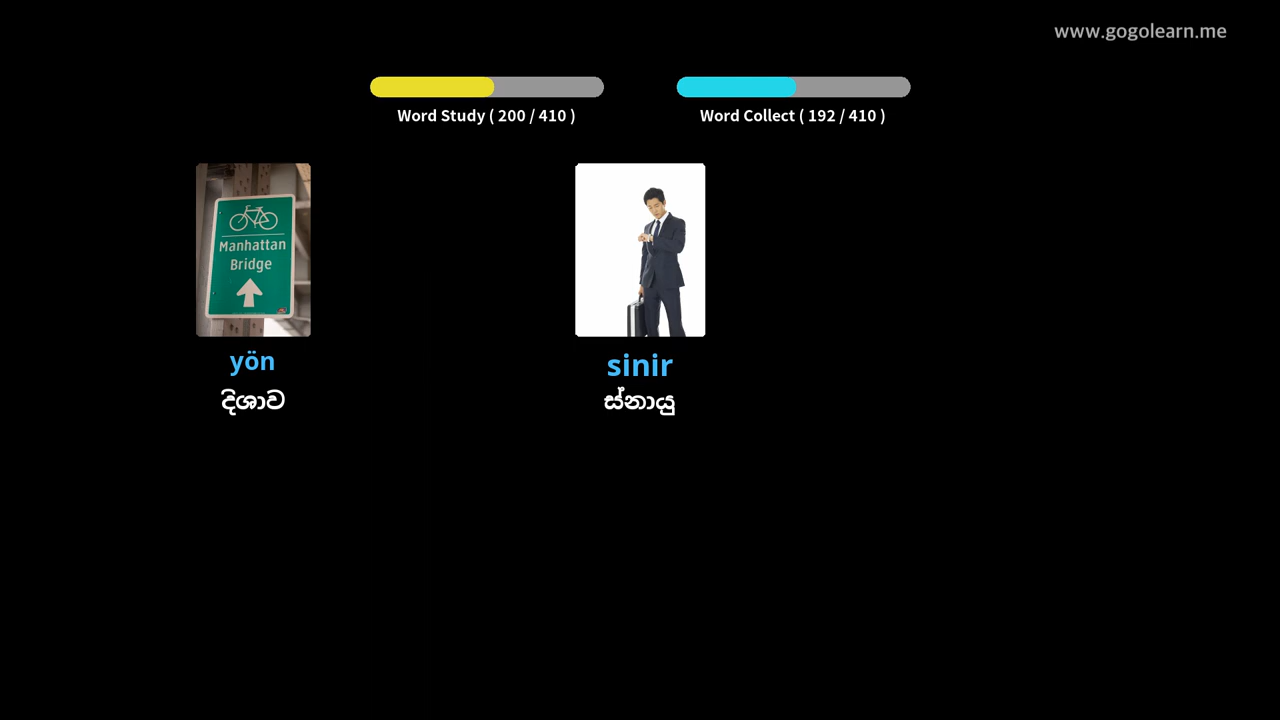 www.gogolearn.me
Word Study ( 200 / 410 )
Word Collect ( 192 / 410 )
Manhattan
Bridge
yön
දිශාව
sinir
ස්නායු